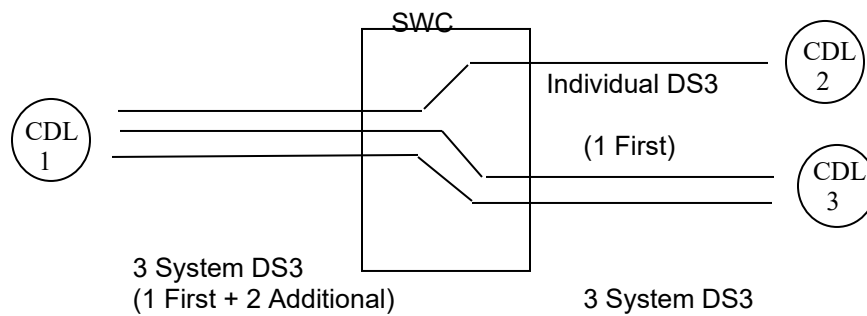 SWC
CDL
2
Individual DS3
CDL
1
(1 First)
CDL
3
3 System DS3
(1 First + 2 Additional)
3 System DS3